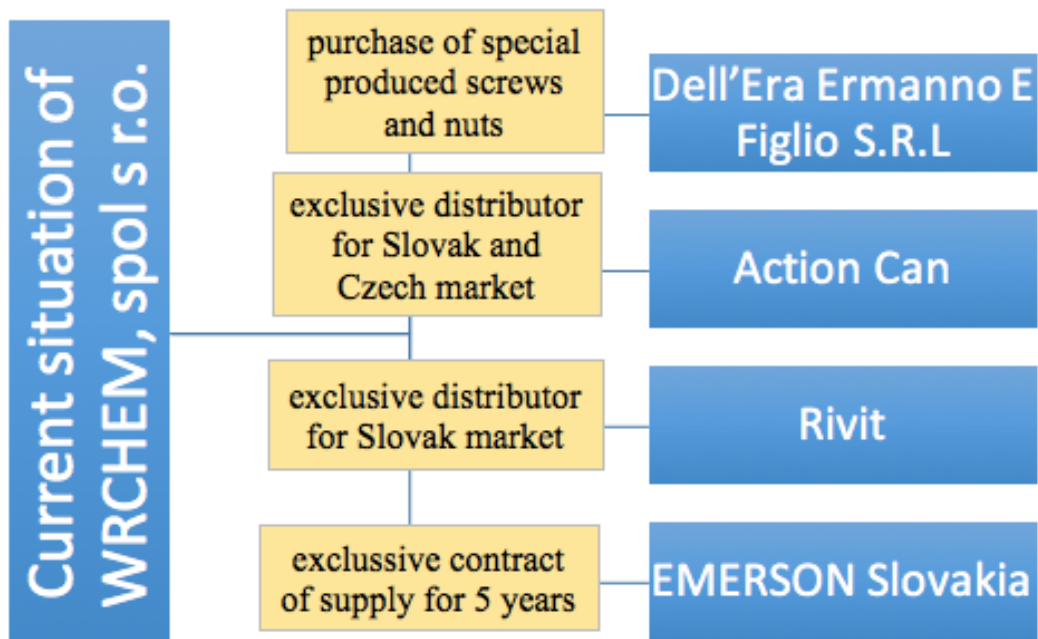 Current situation of
WRCHEM, spol s r.o.
purchase of special
produced screws
and nuts
Dell'Era Ermanno E
Figlio S.R.L
exclusive distributor
for Slovak and
Czech market
Action Can
exclusive distributor
for Slovak market
Rivit
exclussive contract
of supply for 5 years
EMERSON Slovakia